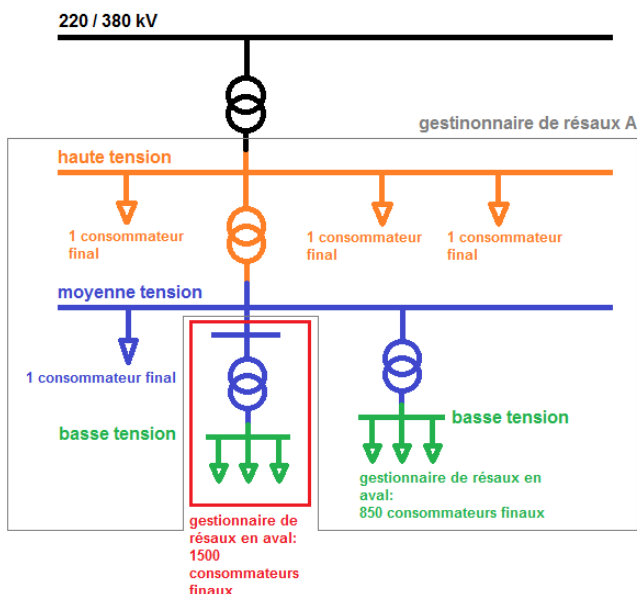 220 / 380 kV
gestinonnaire de résaux A
haute tension
1 consommateur
final
1 consommateur
final
1 consommateur
final
moyenne tension
1 consommateur final
basse tension
basse tension
gestionnaire de résaux en
aval:
850 consommateurs finaux
gestionnaire de
résaux en aval:
1500
consommateurs
finaux